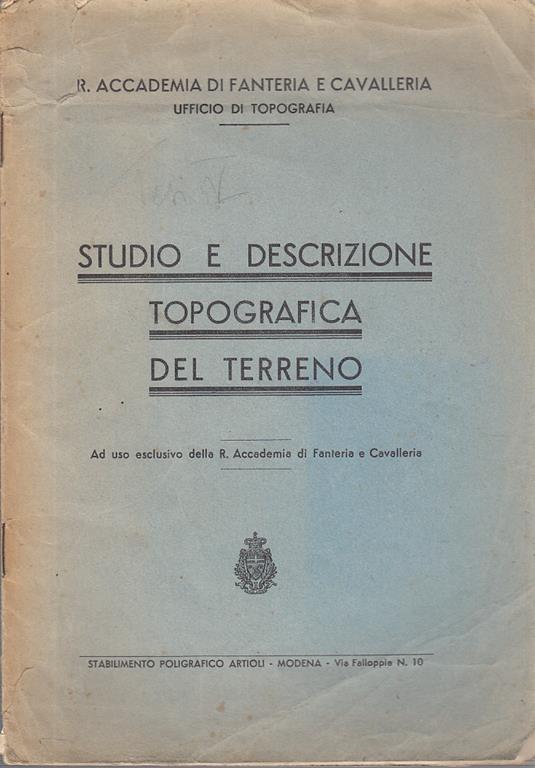 R. ACCADEMIA DI FANTERIA E CAVALLERIA
UFFICIO DI TOPOGRAFIA
STUDIO E DESCRIZIONE
TOPOGRAFICA
DEL TERRENO
Ad uso esclusivo della R. Accademia di Fanteria e Cavalleria
STABILIMENTO POLIGRAFICO ARTIOLI - MODENA - Via Falloppie N. 10